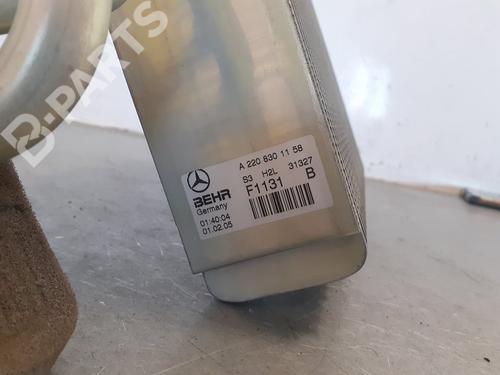 B-PARTS
A 220 830 11 58
S3 H2L 31327
BEHR
F1131 B
Germany
01:40:04
01.02.05